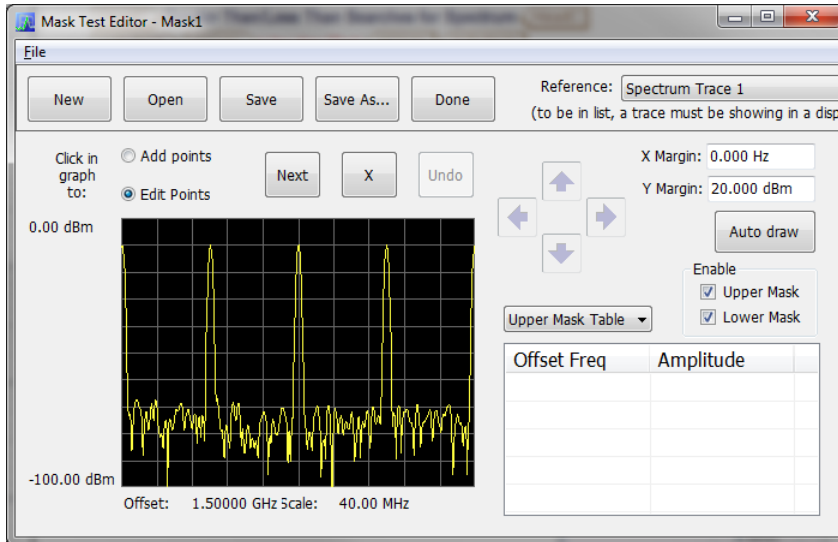 Mask Test Editor - Mask1
File
New Open Save Save As... Done
Reference: Spectrum Trace 1
(to be in list, a trace must be showing in a disp
Click in graph to:
Add points
Edit Points
Next X Undo
X Margin: 0.000 Hz
Y Margin: 20.000 dBm
Auto draw
Enable
Upper Mask
Lower Mask
0.00 dBm
-100.00 dBm
Offset: 1.50000 GHz Scale: 40.00 MHz
Upper Mask Table
Offset Freq Amplitude